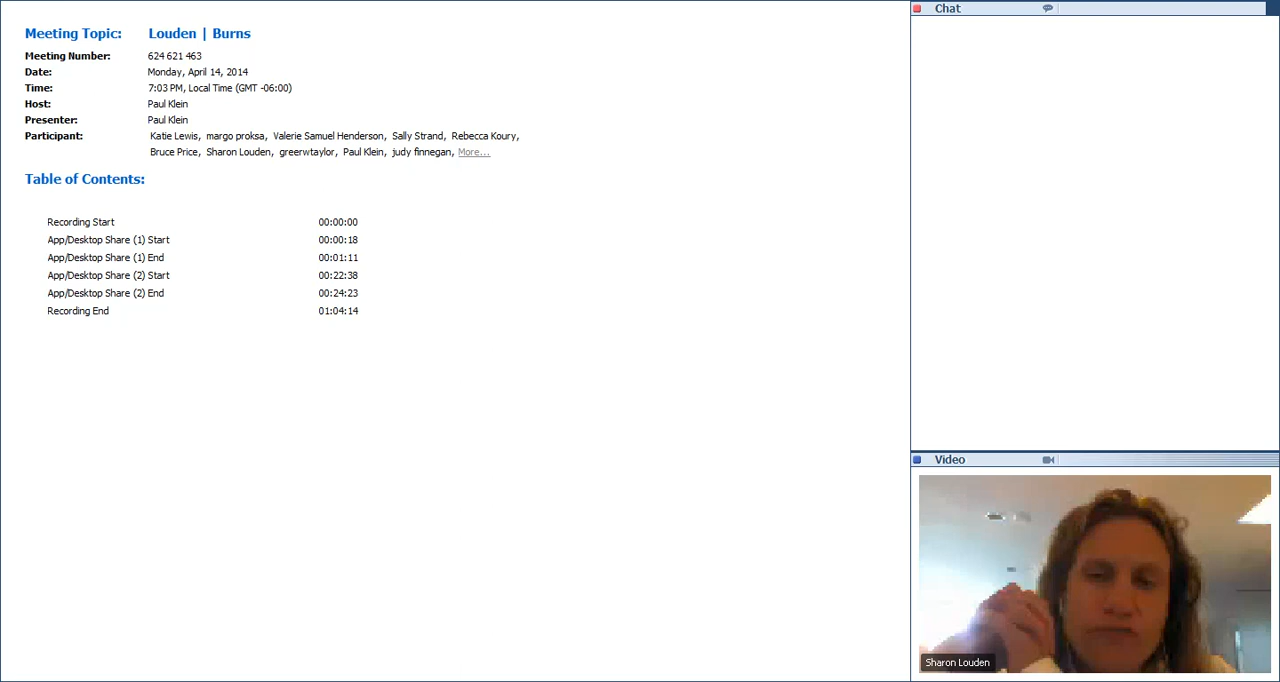 Meeting Topic: Louden | Burns
Meeting Number: 624 621 463
Date: Monday, April 14, 2014
Time: 7:03 PM, Local Time (GMT -06:00)
Host: Paul Klein
Presenter: Paul Klein
Participant: Katie Lewis, margo proksa, Valerie Samuel Henderson, Sally Strand, Rebecca Koury,
Bruce Price, Sharon Louden, greerwtaylor, Paul Klein, judy finnegan, More...
Table of Contents:
Recording Start 00:00:00
App/Desktop Share (1) Start 00:00:18
App/Desktop Share (1) End 00:01:11
App/Desktop Share (2) Start 00:22:38
App/Desktop Share (2) End 00:24:23
Recording End 01:04:14
Chat
Video
Sharon Louden